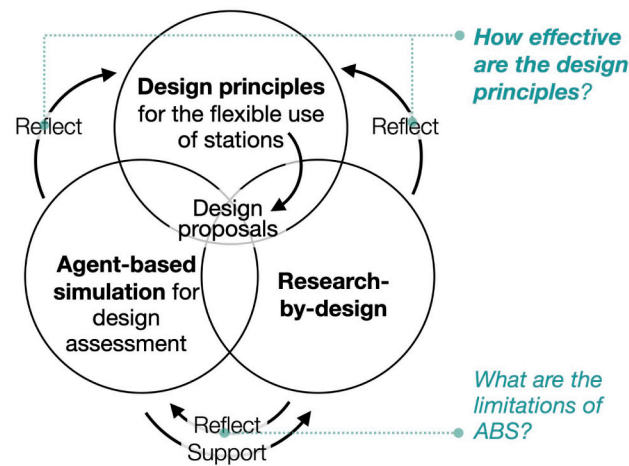 How effective
are the design
principles?
Design principles
for the flexible use
of stations
Reflect
Reflect
Design
proposals
Agent-based
simulation for
design
assessment
Research-
by-design
What are the
limitations of
ABS?
Reflect
Support